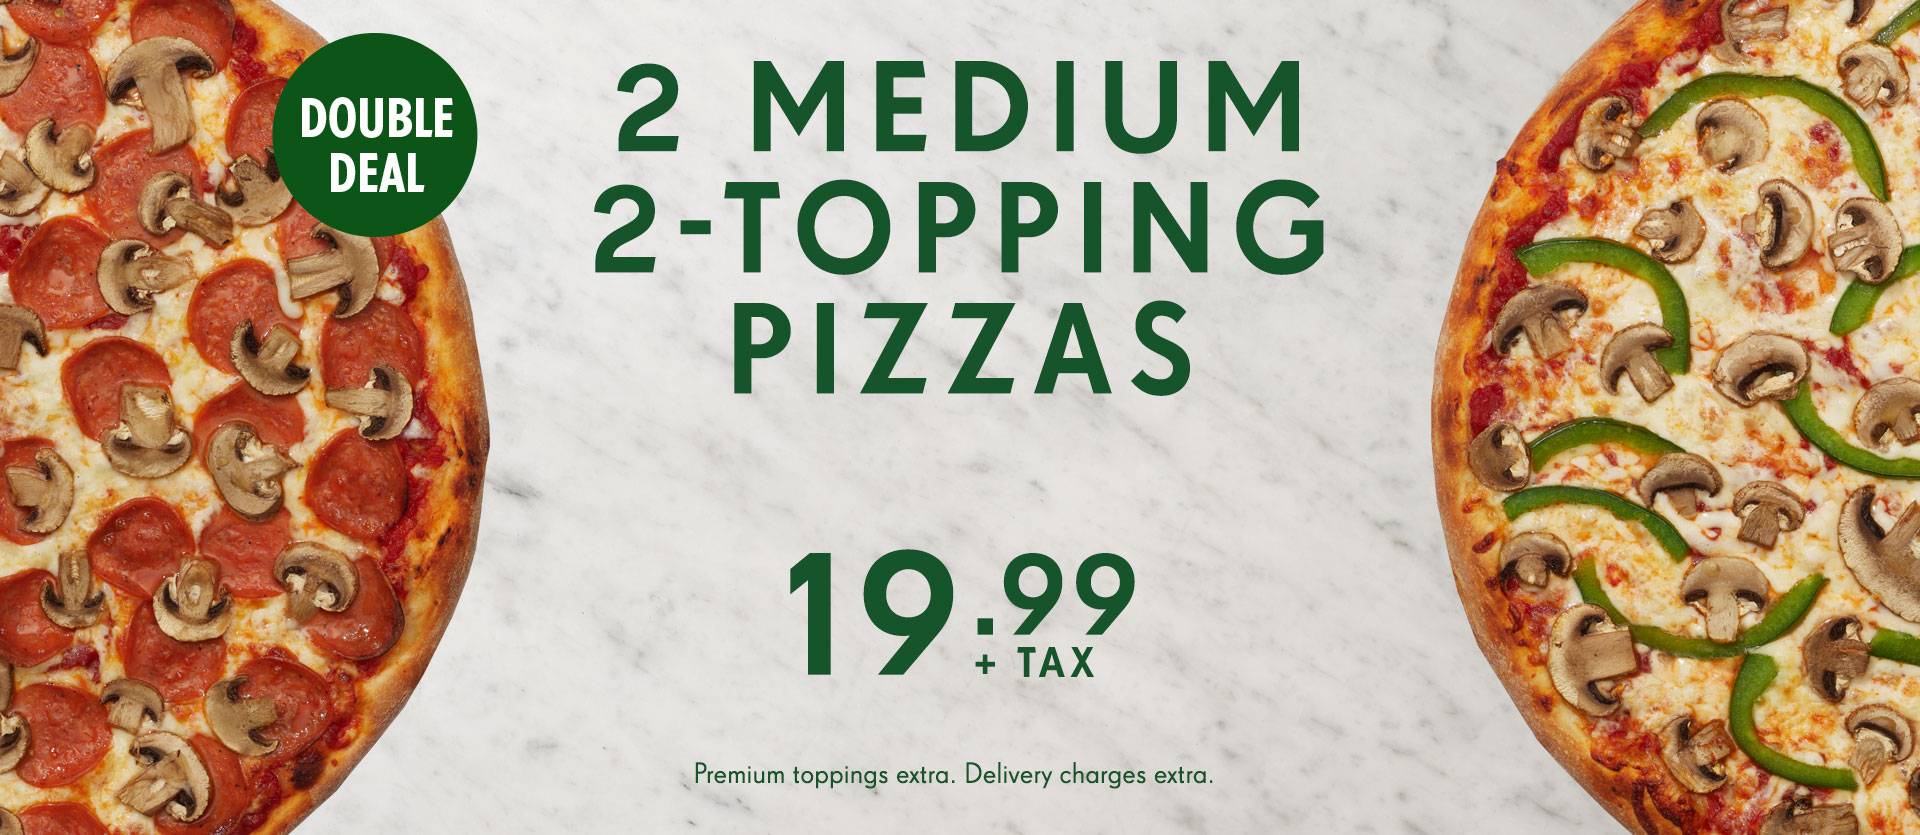 DOUBLE
DEAL
2 MEDIUM
2-TOPPING
PIZZAS
19.99
+ TAX
Premium toppings extra. Delivery charges extra.